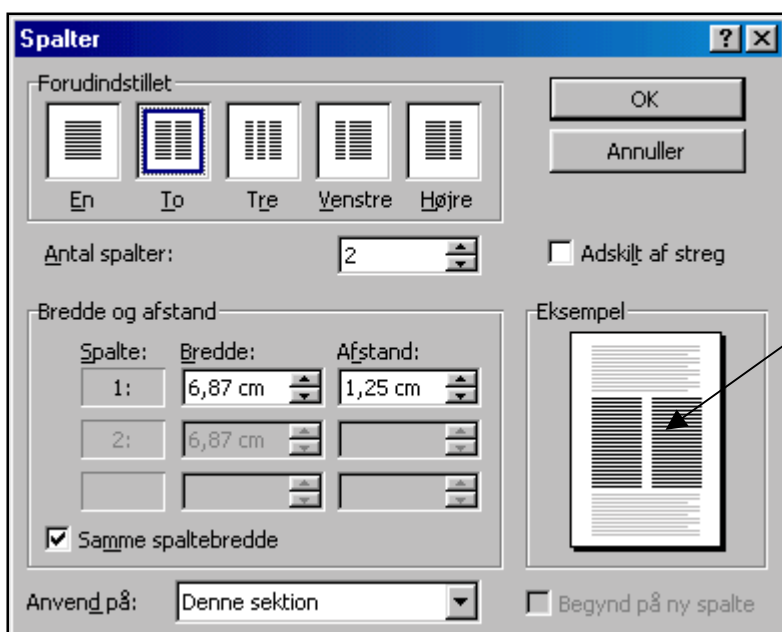 Spalter
Forudindstillet
En To Tre Venstre Højre
OK
Annuller
Antal spalter: 2
Adskilt af streg
Bredde og afstand
Spalte: Bredde: Afstand:
1: 6,87 cm 1,25 cm
2: 6,87 cm
Samme spaltebredde
Eksempel
Anvend på: Denne sektion
Begynd på ny spalte